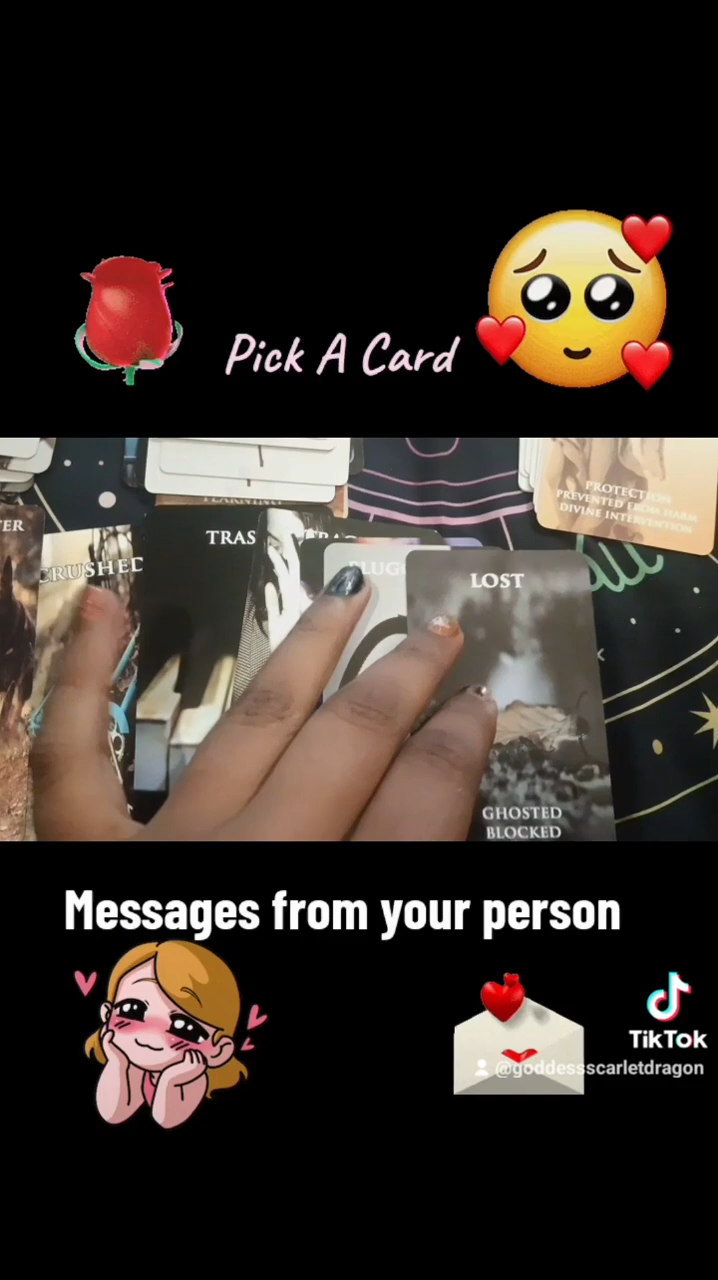 Pick A Card
PROTECTION
PREVENTED FROM HARM
DIVINE INTERVENTION
CRUSHED
TRAS
LOST
GHOSTED
BLOCKED
Messages from your person
TikTok
@goddessscarletdragon